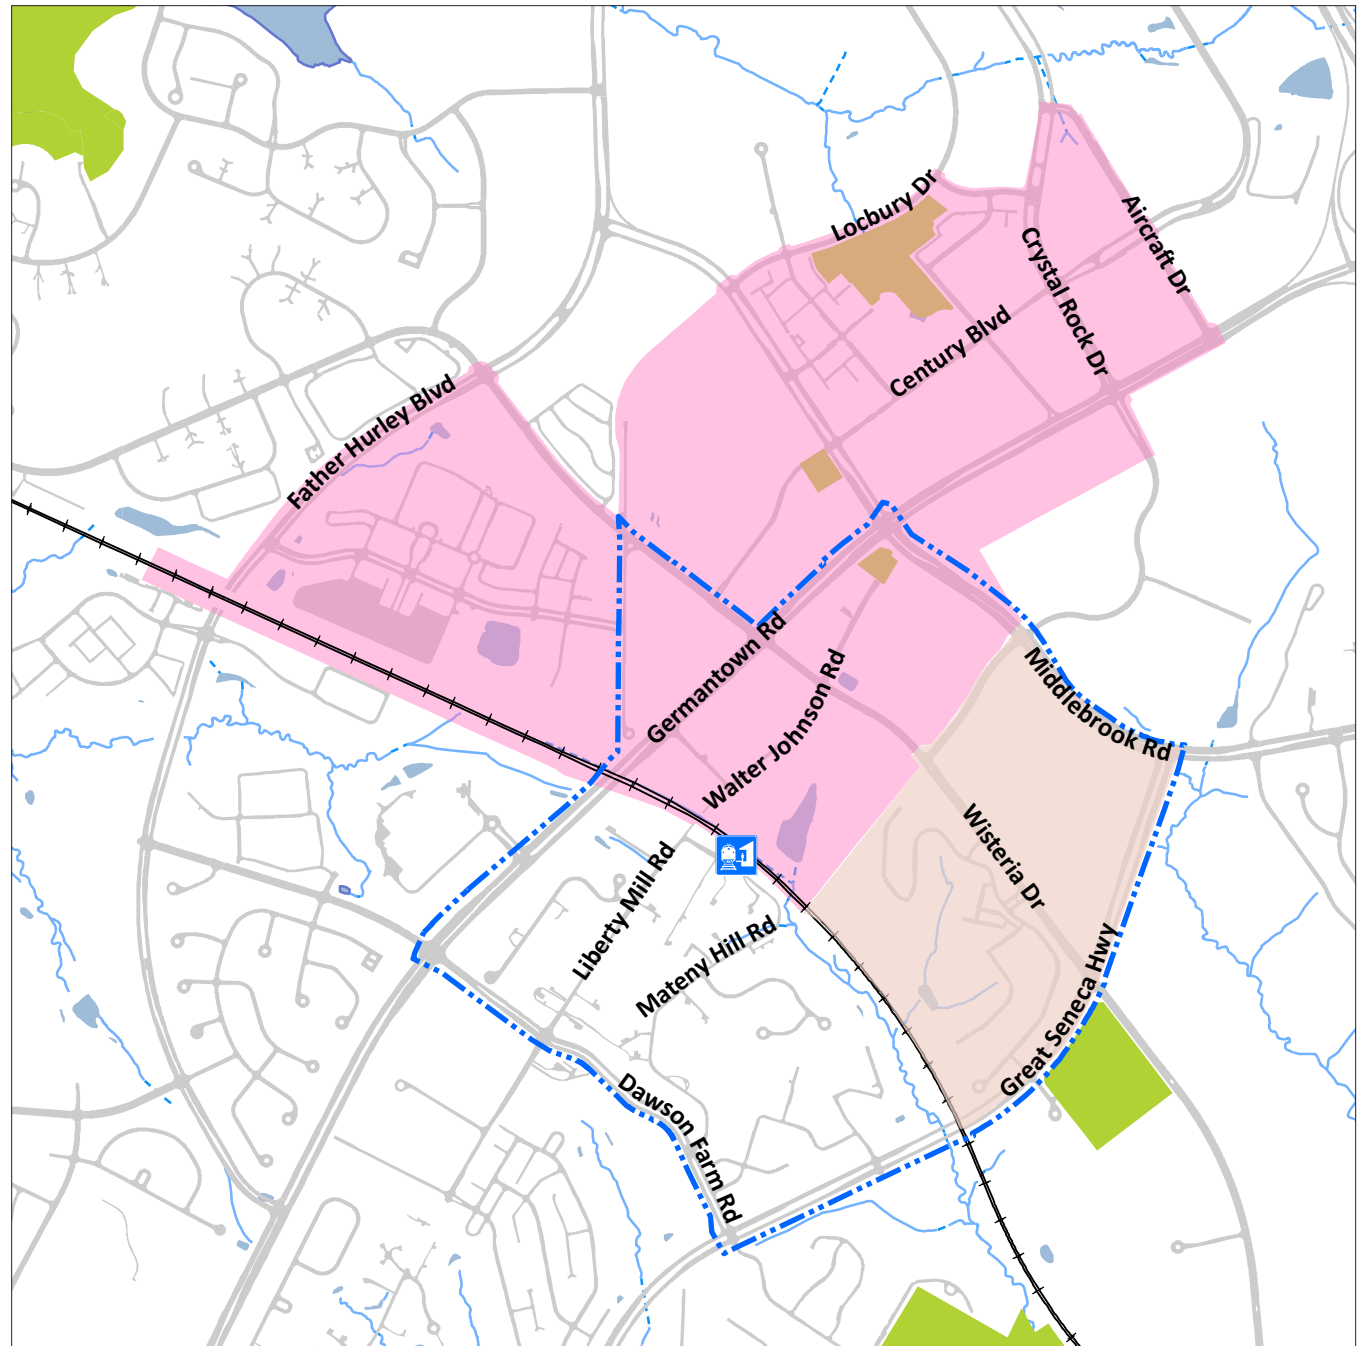 Locbury Dr
Aircraft Dr
Crystal Rock Dr
Century Blvd
Father Hurley Blvd
Germantown Rd
Walter Johnson Rd
Middlebrook Rd
Wisteria Dr
Liberty Mill Rd
Mateny Hill Rd
Great Seneca Hwy
Dawson Farm Rd